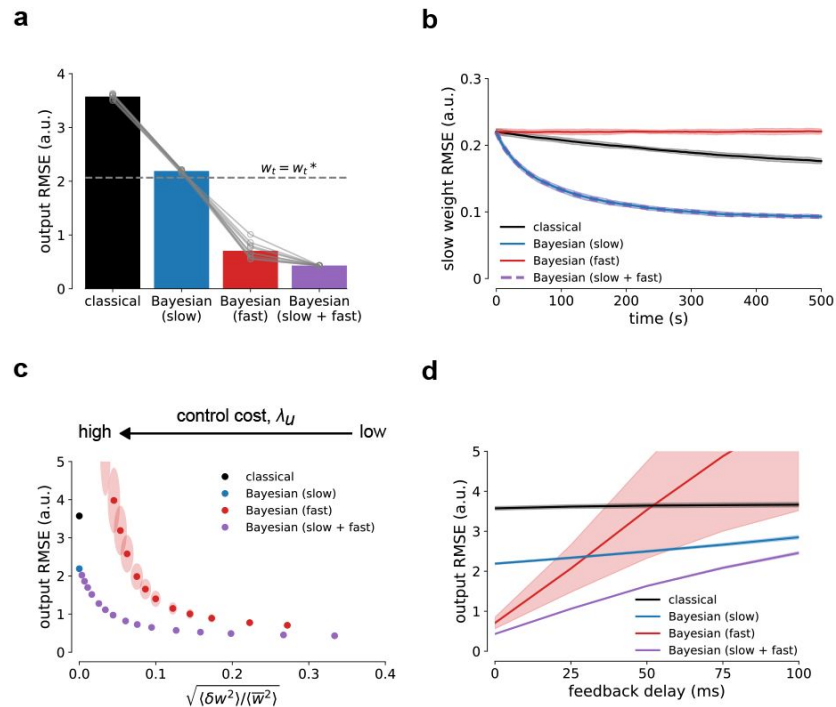 a
output RMSE (a.u.)
4
3
2
1
0
w_t = w_t*
classical
Bayesian
(slow)
Bayesian
(fast)
Bayesian
(slow + fast)
b
slow weight RMSE (a.u.)
0.3
0.2
0.1
0
classical
Bayesian (slow)
Bayesian (fast)
Bayesian (slow + fast)
0 100 200 300 400 500
time (s)
c
control cost, λ_u
high low
output RMSE (a.u.)
5
4
3
2
1
0
classical
Bayesian (slow)
Bayesian (fast)
Bayesian (slow + fast)
0.0 0.1 0.2 0.3 0.4
√⟨δw²⟩/⟨w̅²⟩
d
output RMSE (a.u.)
5
4
3
2
1
0
classical
Bayesian (slow)
Bayesian (fast)
Bayesian (slow + fast)
0 25 50 75 100
feedback delay (ms)